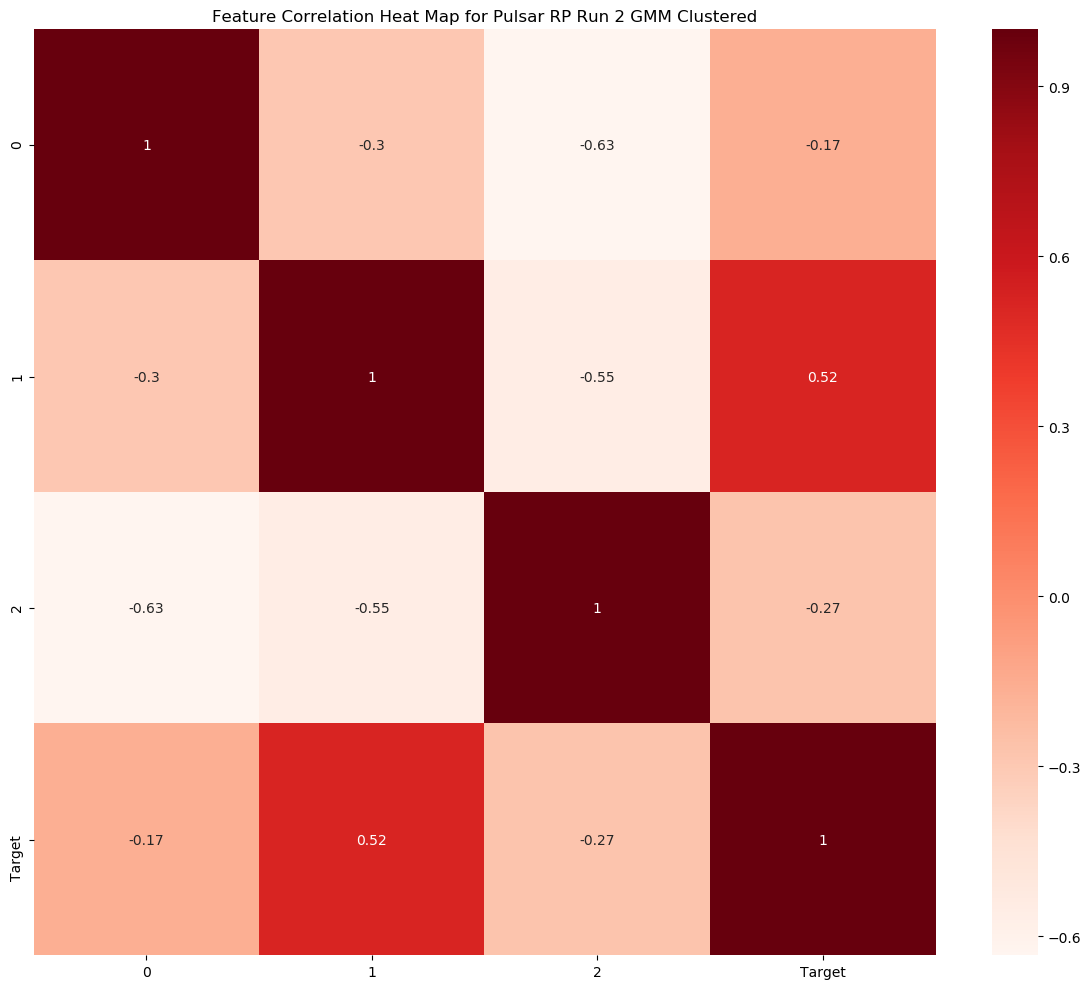 Feature Correlation Heat Map for Pulsar RP Run 2 GMM Clustered
0 1 -0.3 -0.63 -0.17
1 -0.3 1 -0.55 0.52
2 -0.63 -0.55 1 -0.27
Target -0.17 0.52 -0.27 1
0 1 2 Target
0.9
0.6
0.3
0.0
−0.3
−0.6